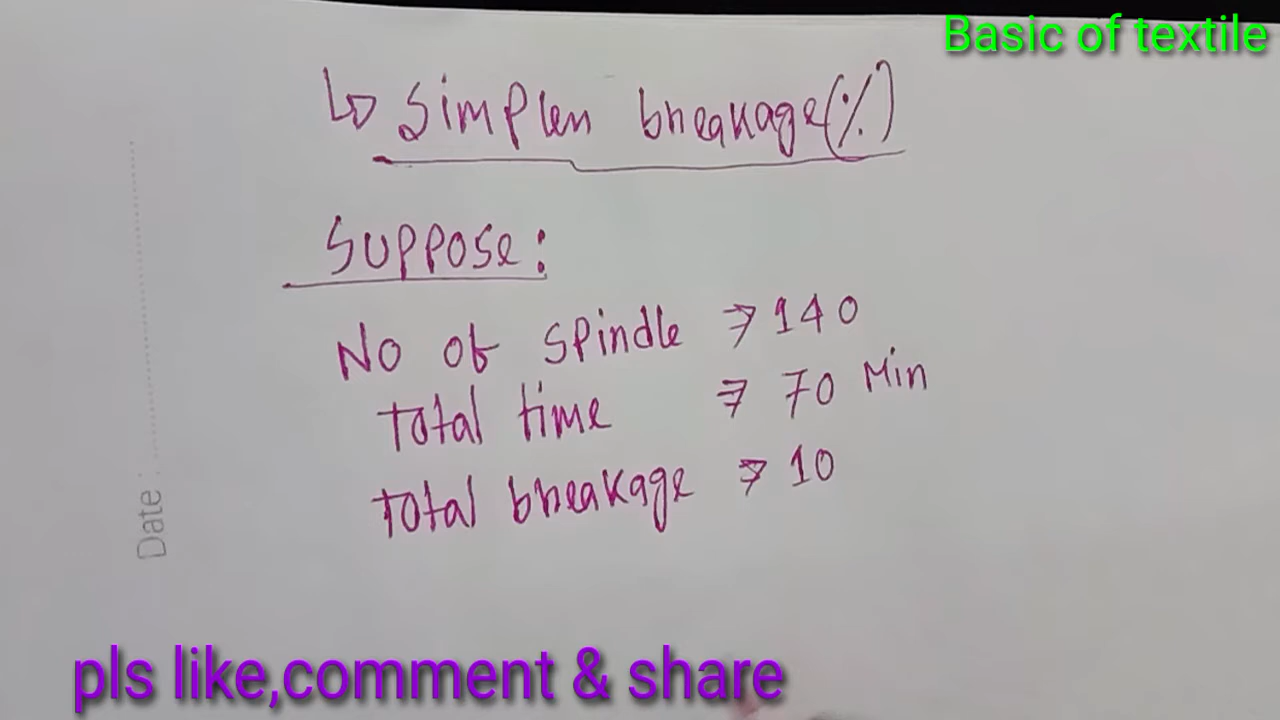 Basic of textile
↳ Simplex breakage(%)
Suppose:
No of spindle ⇒ 140
Total time ⇒ 70 Min
Total breakage ⇒ 10
Date :
pls like,comment & share